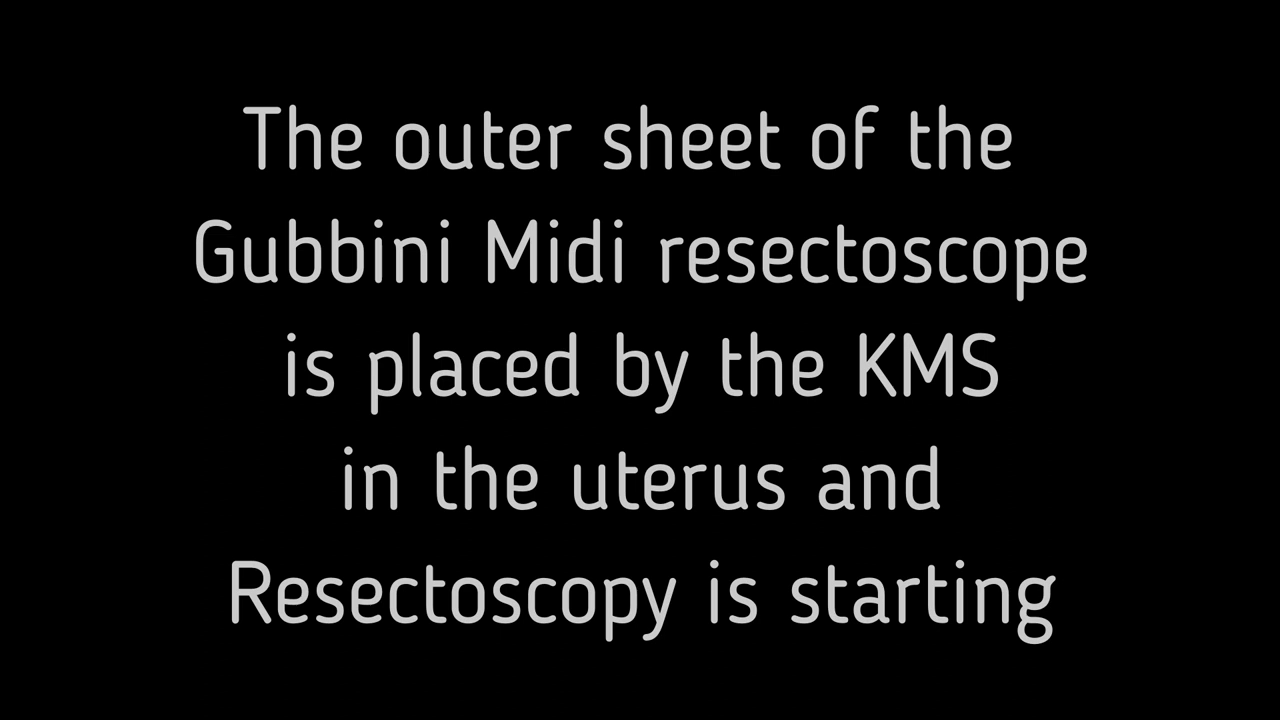 The outer sheet of the
Gubbini Midi resectoscope
is placed by the KMS
in the uterus and
Resectoscopy is starting